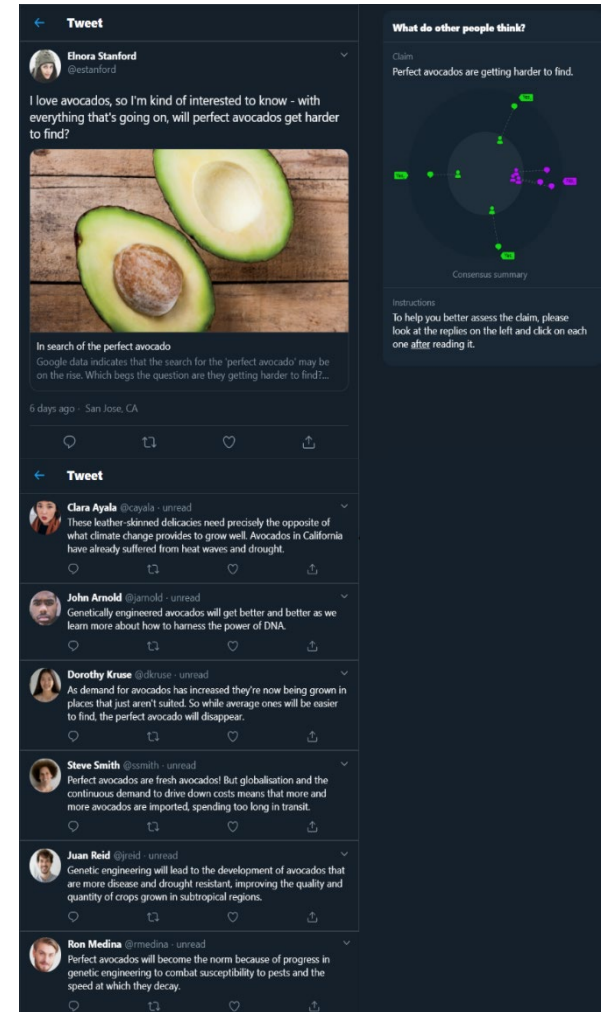 Tweet
Elnora Stanford
@estanford
I love avocados, so I'm kind of interested to know - with
everything that's going on, will perfect avocados get harder
to find?
In search of the perfect avocado
Google data indicates that the search for the 'perfect avocado' may be
on the rise. Which begs the question are they getting harder to find?...
6 days ago · San Jose, CA
Tweet
Clara Ayala @cayala · unread
These leather-skinned delicacies need precisely the opposite of
what climate change provides to grow well. Avocados in California
have already suffered from heat waves and drought.
John Arnold @jarnold · unread
Genetically engineered avocados will get better and better as we
learn more about how to harness the power of DNA.
Dorothy Kruse @dkruse · unread
As demand for avocados has increased they're now being grown in
places that just aren't suited. So while average ones will be easier
to find, the perfect avocado will disappear.
Steve Smith @ssmith · unread
Perfect avocados are fresh avocados! But globalisation and the
continuous demand to drive down costs means that more and
more avocados are imported, spending too long in transit.
Juan Reid @jreid · unread
Genetic engineering will lead to the development of avocados that
are more disease and drought resistant, improving the quality and
quantity of crops grown in subtropical regions.
Ron Medina @rmedina · unread
Perfect avocados will become the norm because of progress in
genetic engineering to combat susceptibility to pests and the
speed at which they decay.
What do other people think?
Claim
Perfect avocados are getting harder to find.
Consensus summary
Instructions
To help you better assess the claim, please
look at the replies on the left and click on each
one after reading it.